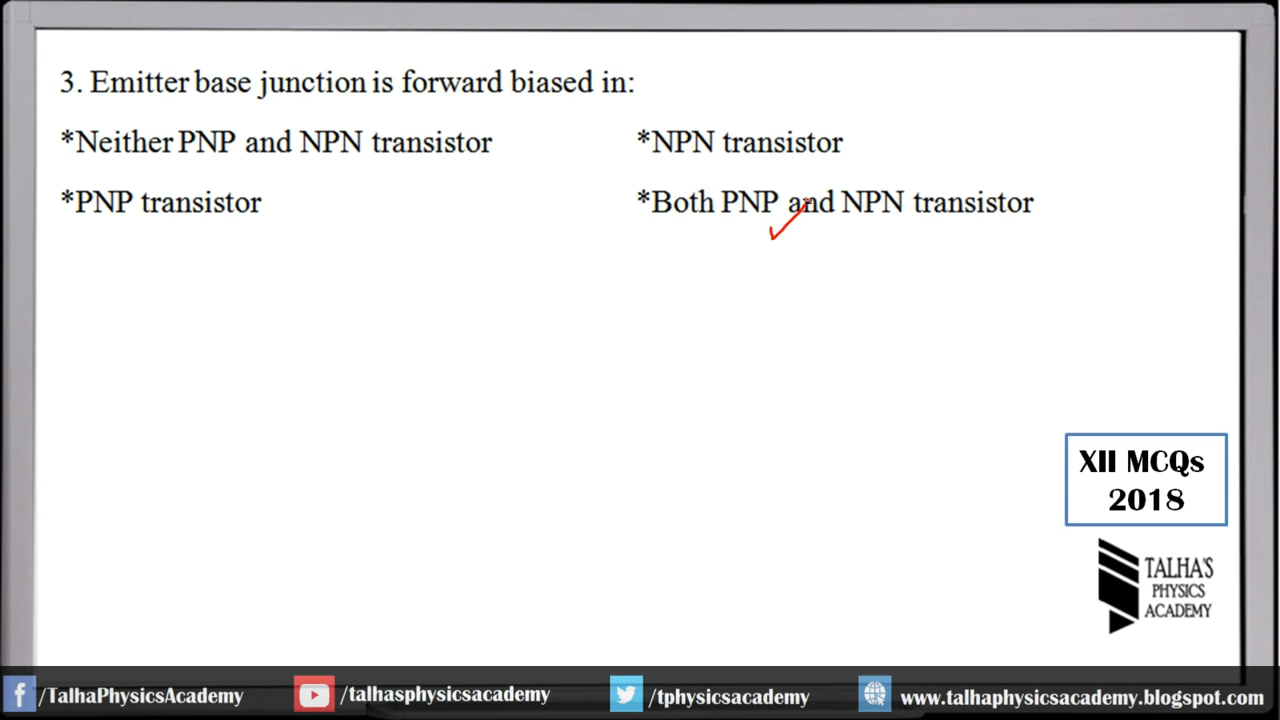 3. Emitter base junction is forward biased in:
*Neither PNP and NPN transistor
*NPN transistor
*PNP transistor
*Both PNP and NPN transistor
XII MCQs
2018
TALHA'S
PHYSICS
ACADEMY
/TalhaPhysicsAcademy
/talhasphysicsacademy
/tphysicsacademy
www.talhaphysicsacademy.blogspot.com